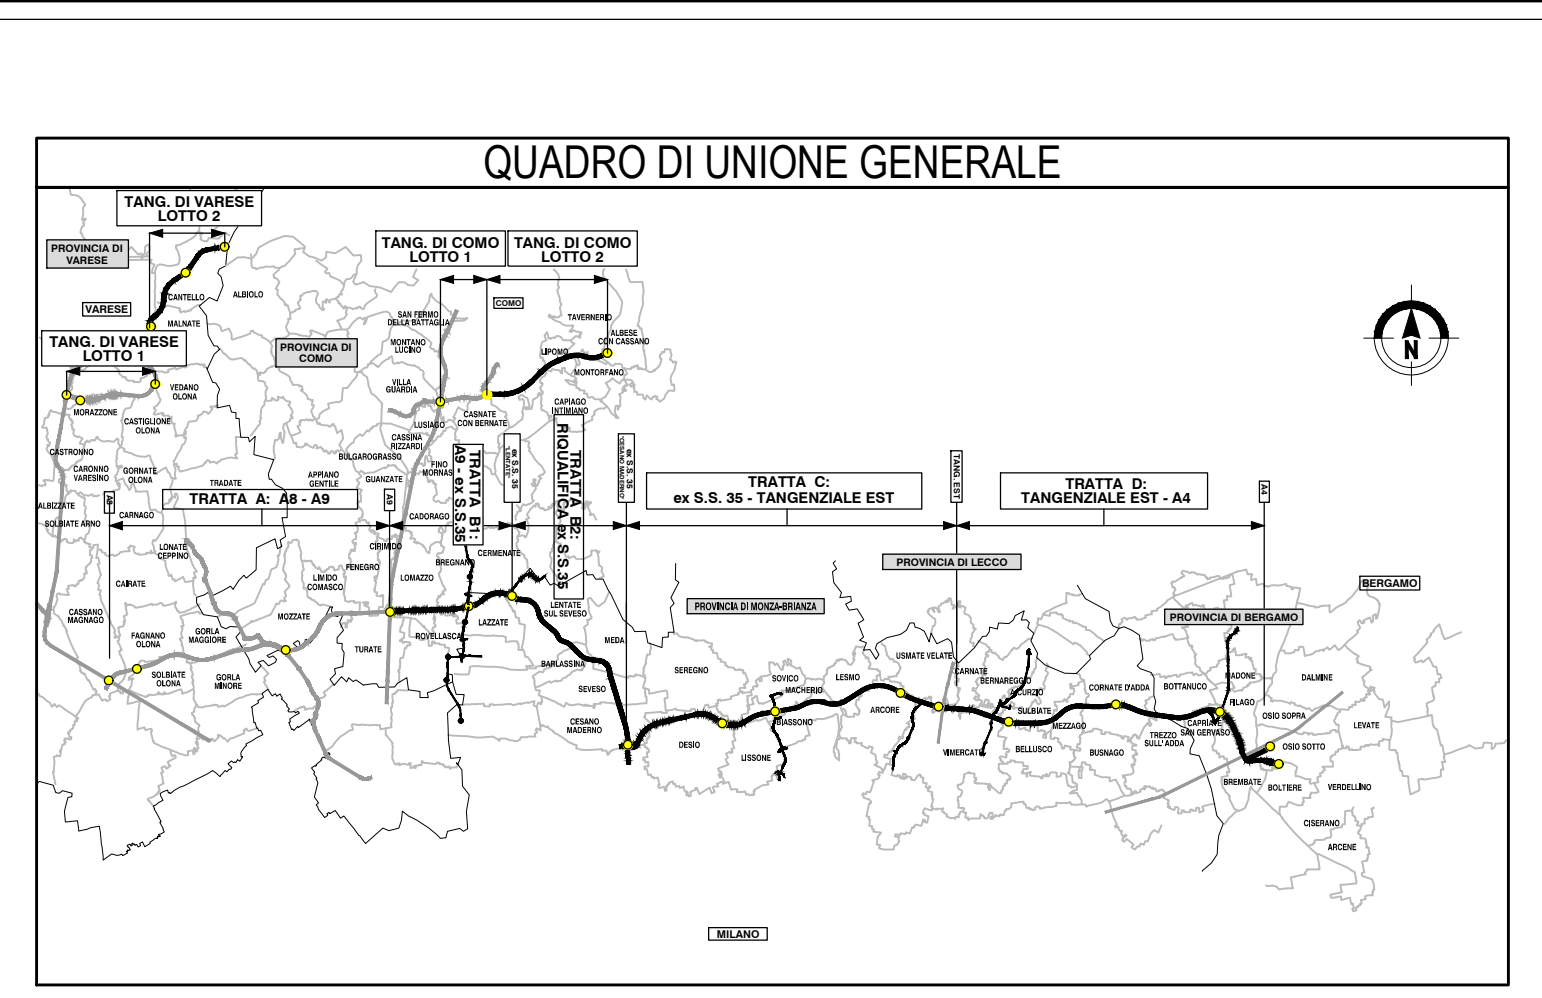 QUADRO DI UNIONE GENERALE
TANG. DI VARESE
LOTTO 2
PROVINCIA DI
VARESE
CANTELLO
ALBIOLO
VARESE
MALNATE
TANG. DI VARESE
LOTTO 1
PROVINCIA DI
COMO
TANG. DI COMO
LOTTO 1
TANG. DI COMO
LOTTO 2
COMO
SAN FERMO
DELLA BATTAGLIA
TAVERNERIO
ALBESE
CON CASSANO
MONTANO
LUCINO
LIPOMO
MONTORFANO
VILLA
GUARDIA
VEDANO
OLONA
MORAZZONE
CASTIGLIONE
OLONA
CAPIAGO
INTIMIANO
CASNATE
CON BERNATE
LUSIAGO
CASSINA
RIZZARDI
BULGAROGRASSO
CASTRONNO
CARONNO
VARESINO
GORNATE
OLONA
TRADATE
APPIANO
GENTILE
GUANZATE
FINO
MORNAS
ALBIZZATE
SOLBIATE ARNO
CARNAGO
A8
TRATTA A: A8 - A9
A9
TRATTA B1:
A9 - ex S.S.35
ex S.S. 35
"LENTATE"
TRATTA B2:
RIQUALIFICA ex S.S.35
ex S.S. 35
"CESANO MADERNO"
TRATTA C:
ex S.S. 35 - TANGENZIALE EST
TANG. EST
TRATTA D:
TANGENZIALE EST - A4
A4
N
CADORAGO
LONATE
CEPPINO
CIRIMIDO
FENEGRO
BREGNANO
CERMENATE
LOMAZZO
LIMIDO
COMASCO
CAIRATE
CASSANO
MAGNAGO
MOZZATE
FAGNANO
OLONA
GORLA
MAGGIORE
TURATE
ROVELLASCA
LAZZATE
LENTATE
SUL SEVESO
MEDA
BARLASSINA
SOLBIATE
OLONA
GORLA
MINORE
SEVESO
CESANO
MADERNO
PROVINCIA DI MONZA-BRIANZA
PROVINCIA DI LECCO
BERGAMO
PROVINCIA DI BERGAMO
SEREGNO
SOVICO
MACHERIO
LESMO
USMATE VELATE
CARNATE
BERNAREGGIO
AICURZIO
SULBIATE
CORNATE D'ADDA
BOTTANUCO
MADONE
DALMINE
FILAGO
ARCORE
BIASSONO
DESIO
LISSONE
VIMERCATE
MEZZAGO
BELLUSCO
BUSNAGO
TREZZO
SULL' ADDA
CAPRIATE
SAN GERVASO
OSIO SOPRA
LEVATE
OSIO SOTTO
BREMBATE
BOLTIERE
VERDELLINO
CISERANO
ARCENE
MILANO